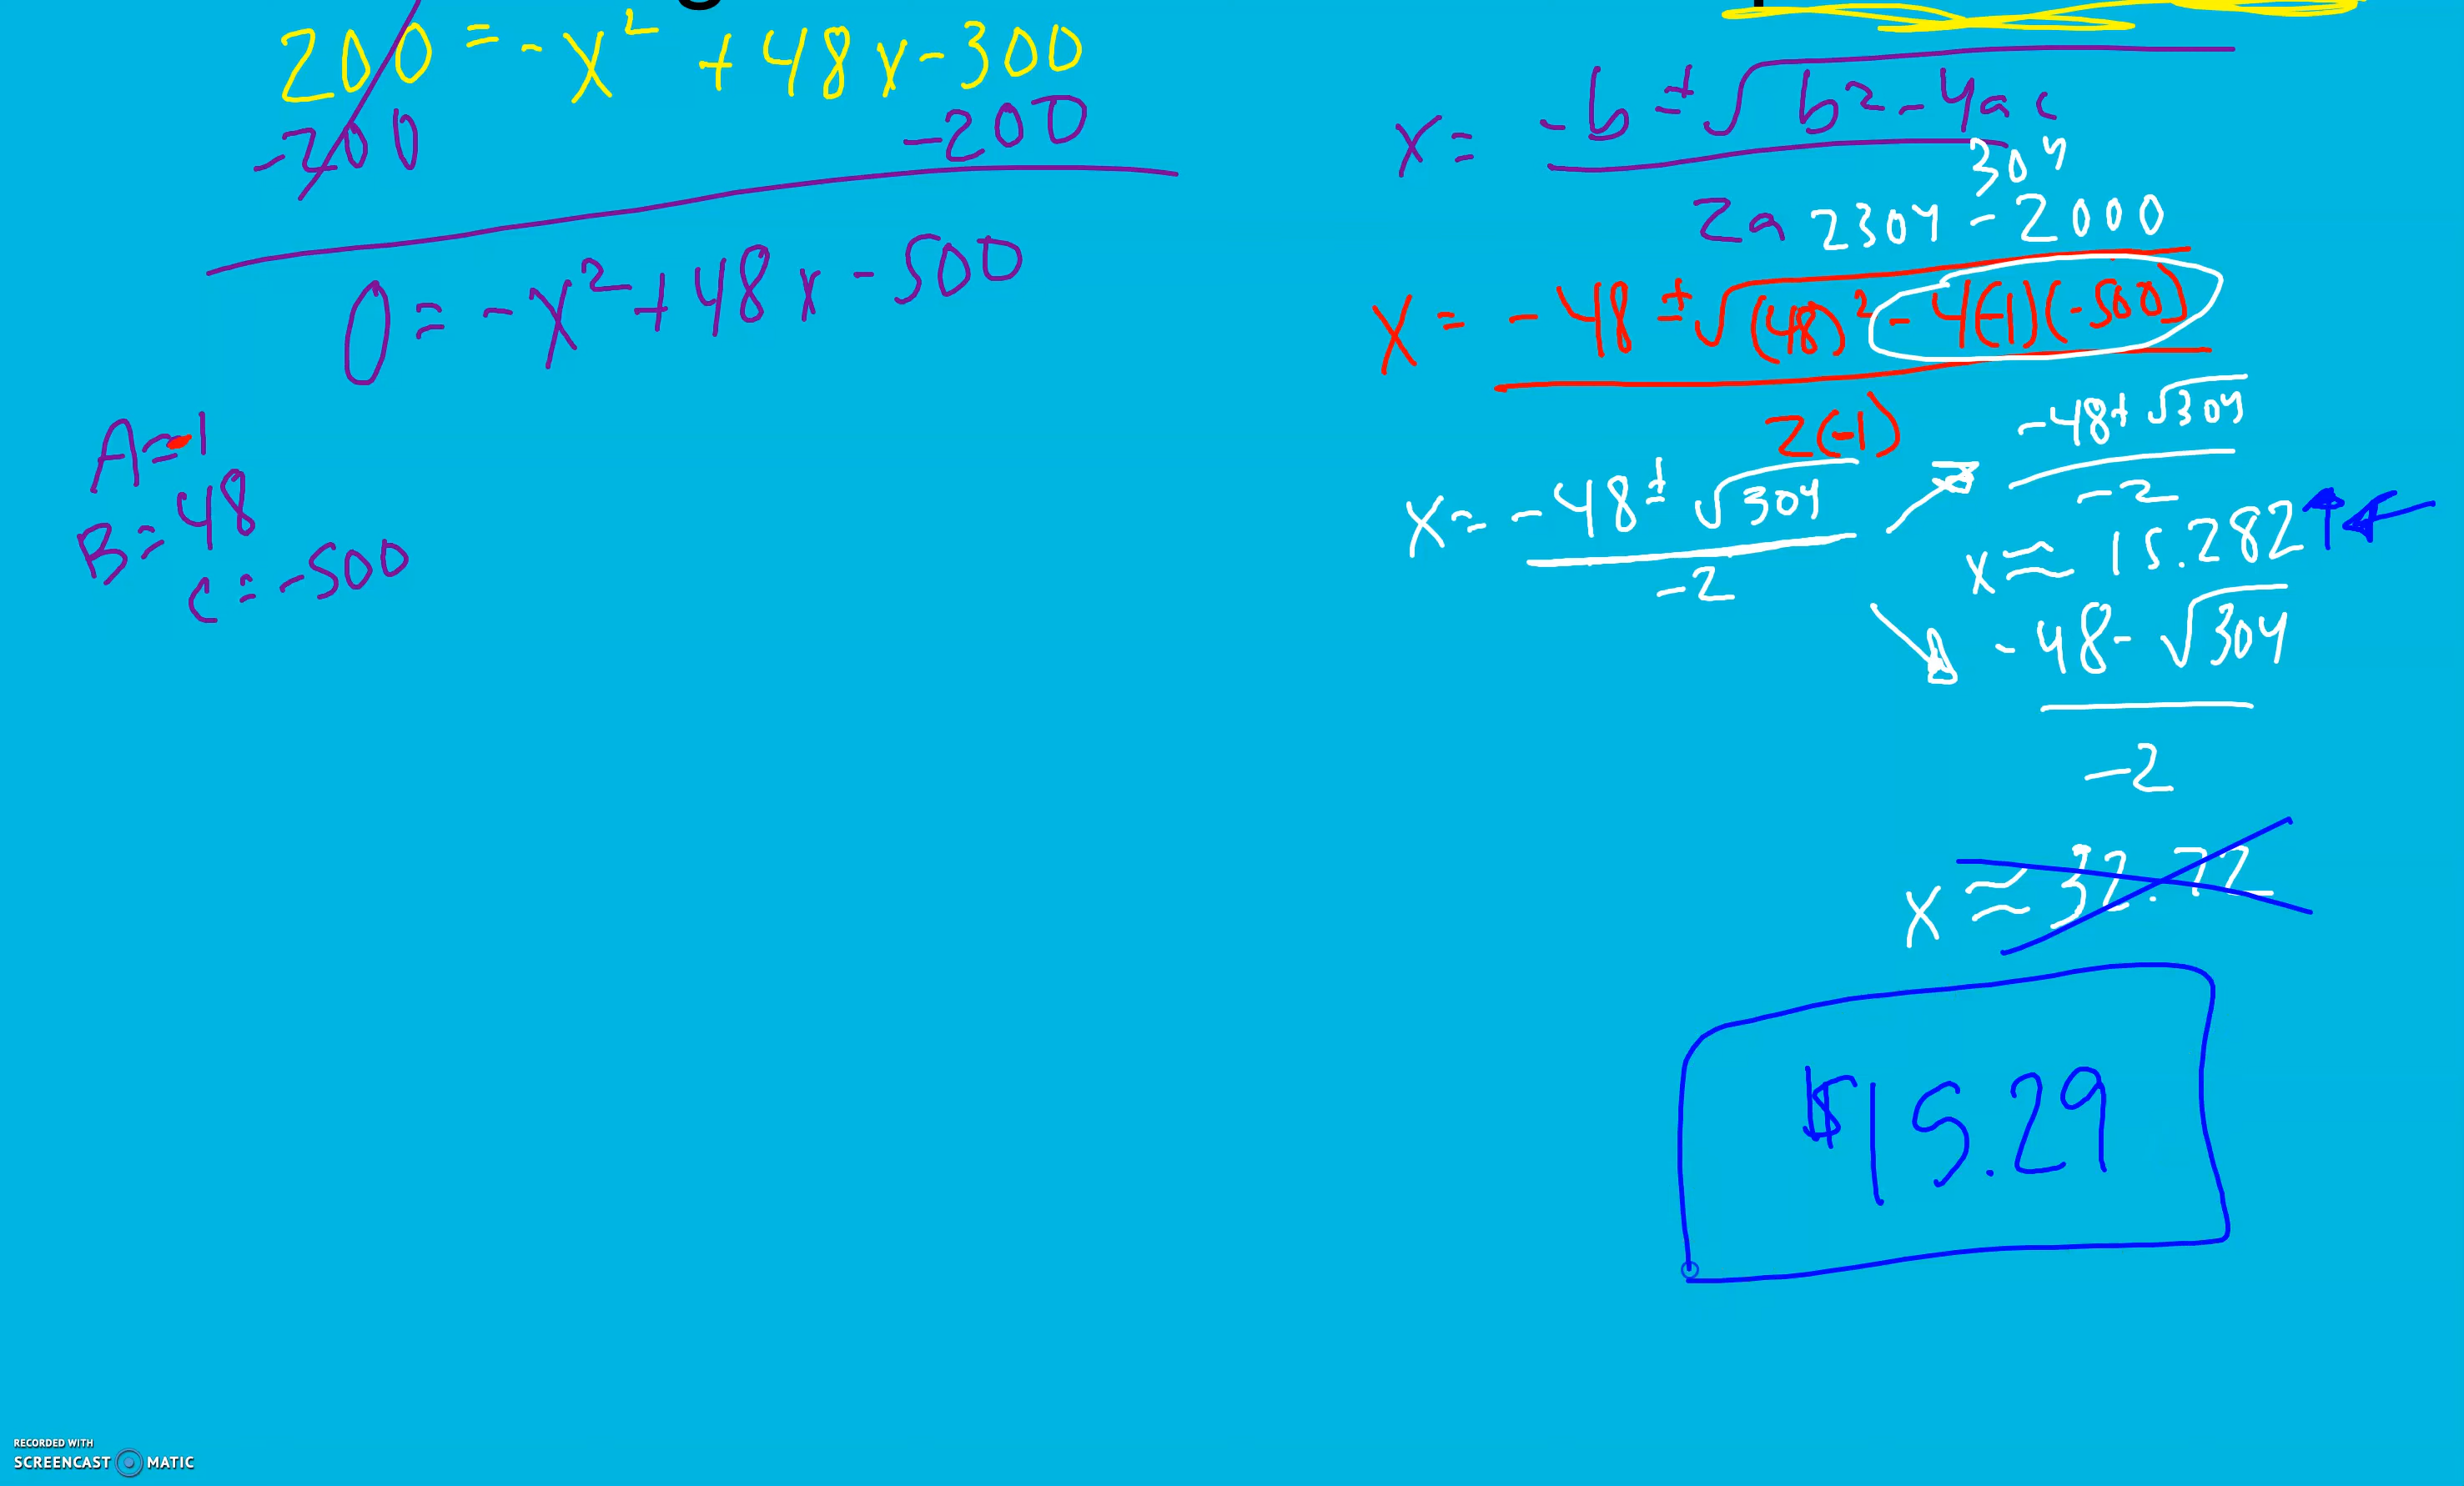 200 = -x² + 48x - 300
-200 -200
0 = -x² + 48x - 500
A = -1
B = 48
C = -500
x = -b ± √b² - 4ac
2a
304
2304 - 2000
x = -48 ± √(48)² - 4(-1)(-500)
2(-1)
x = -48 ± √304
-2
-48 + √304
-2
x ≈ 15.282
-48 - √304
-2
x ≈ 32.72
$15.29
RECORDED WITH
SCREENCAST MATIC